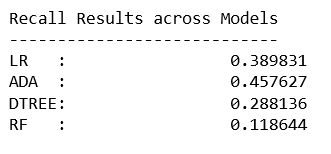 Recall Results across Models
----------------------------
LR   :                 0.389831
ADA  :                 0.457627
DTREE:                 0.288136
RF   :                 0.118644